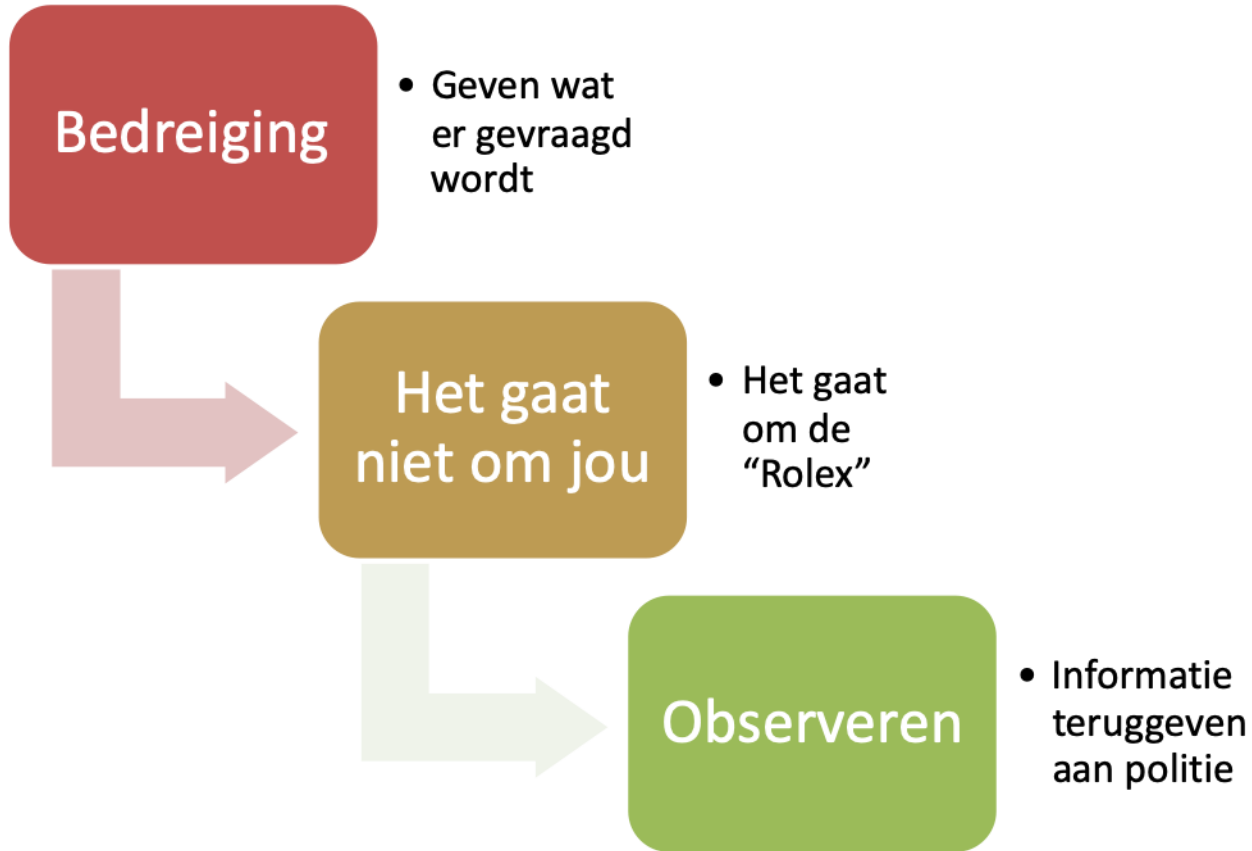 Bedreiging
• Geven wat
er gevraagd
wordt
Het gaat
niet om jou
• Het gaat
om de
“Rolex”
Observeren
• Informatie
teruggeven
aan politie